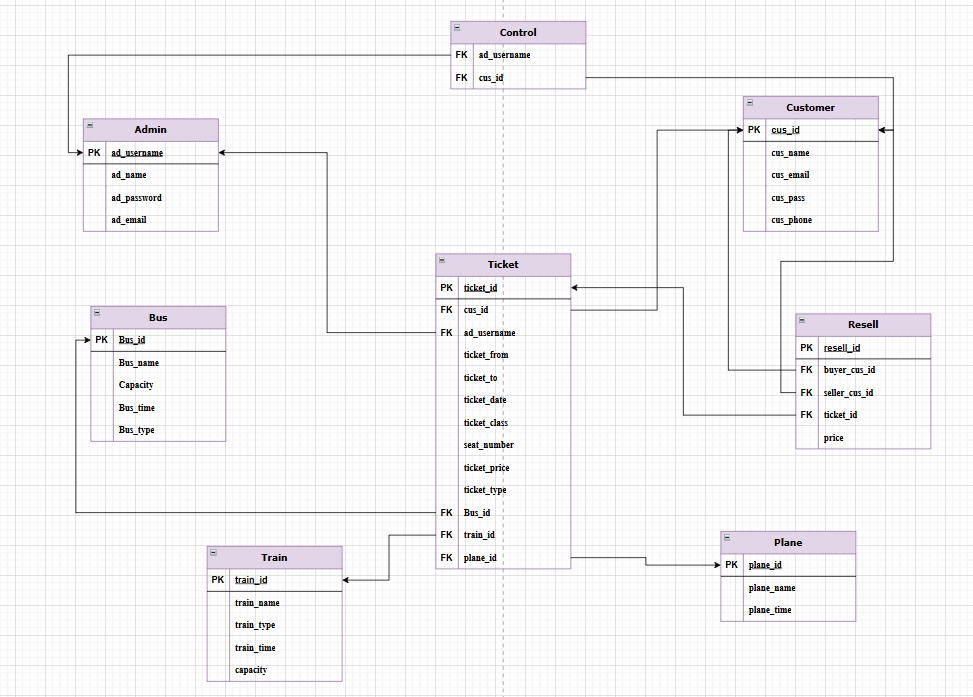 Control
FK ad_username
FK cus_id
Customer
PK cus_id
cus_name
cus_email
cus_pass
cus_phone
Admin
PK ad_username
ad_name
ad_password
ad_email
Ticket
PK ticket_id
FK cus_id
FK ad_username
ticket_from
ticket_to
ticket_date
ticket_class
seat_number
ticket_price
ticket_type
FK Bus_id
FK train_id
FK plane_id
Bus
PK Bus_id
Bus_name
Capacity
Bus_time
Bus_type
Resell
PK resell_id
FK buyer_cus_id
FK seller_cus_id
FK ticket_id
price
Train
PK train_id
train_name
train_type
train_time
capacity
Plane
PK plane_id
plane_name
plane_time